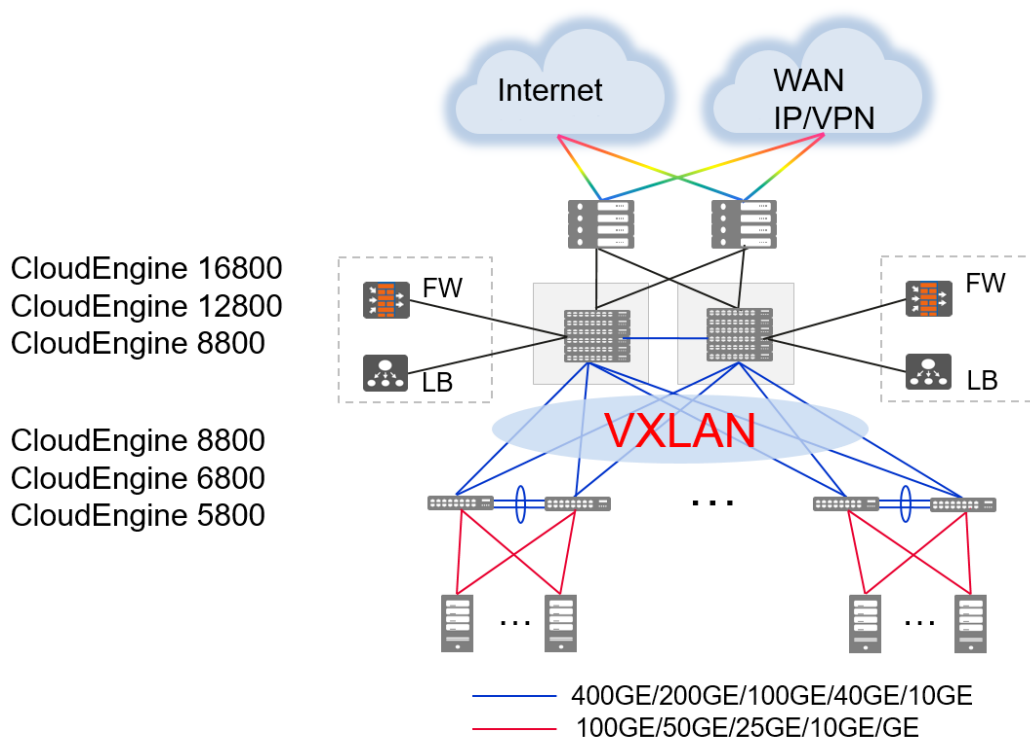 Internet
WAN
IP/VPN
CloudEngine 16800
CloudEngine 12800
CloudEngine 8800
FW
LB
FW
LB
VXLAN
CloudEngine 8800
CloudEngine 6800
CloudEngine 5800
...
... ...
400GE/200GE/100GE/40GE/10GE
100GE/50GE/25GE/10GE/GE